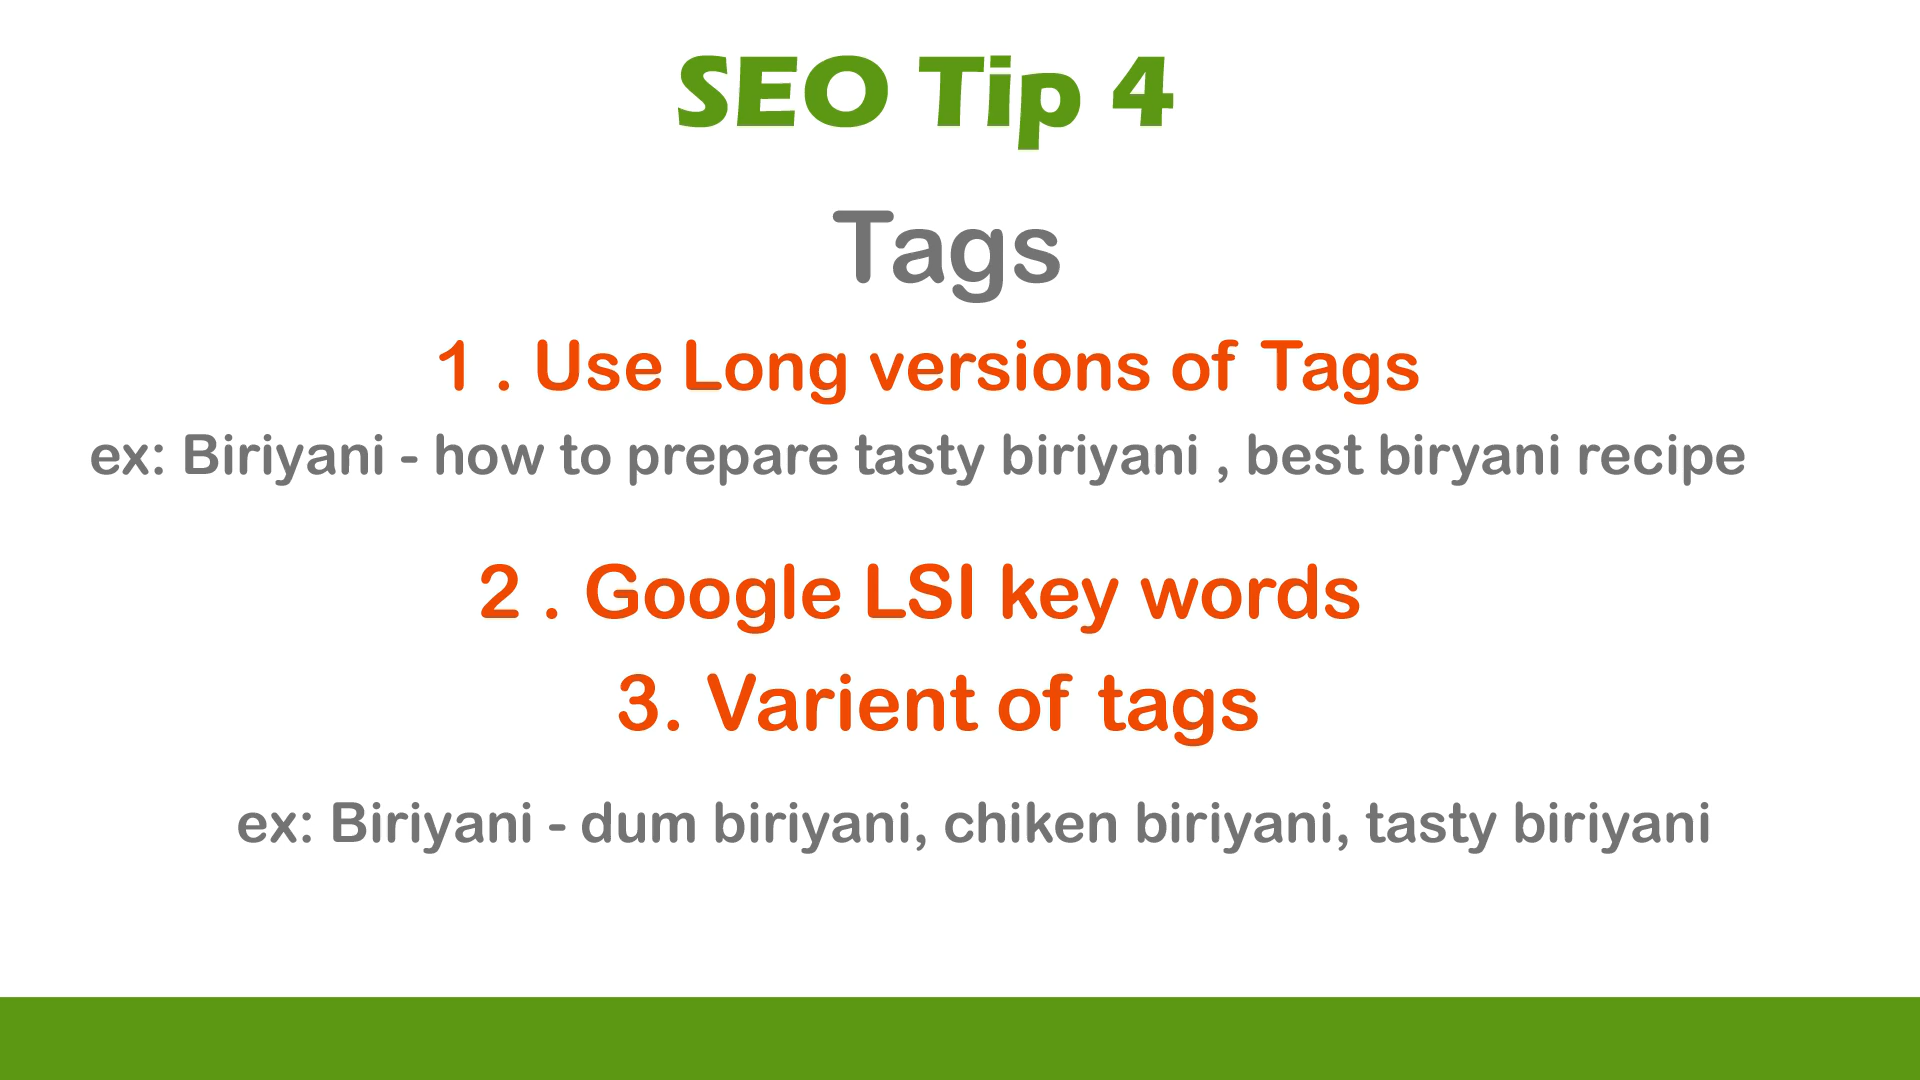 SEO Tip 4
Tags
1 . Use Long versions of Tags
ex: Biriyani - how to prepare tasty biriyani , best biryani recipe
2 . Google LSI key words
3. Varient of tags
ex: Biriyani - dum biriyani, chiken biriyani, tasty biriyani